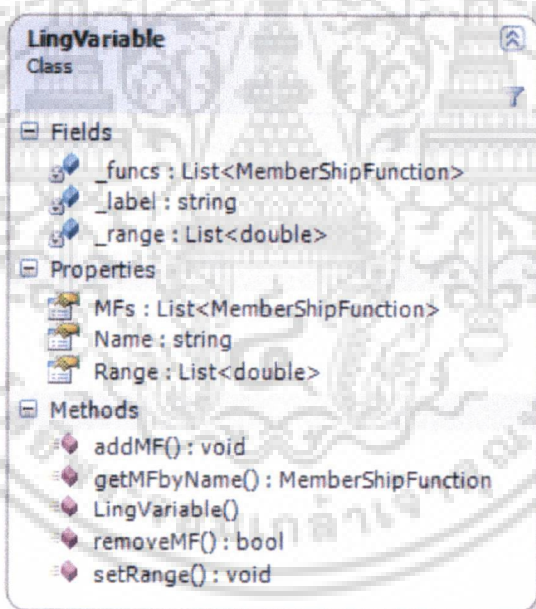 LingVariable
Class
Fields
_funcs : List<MemberShipFunction>
_label : string
_range : List<double>
Properties
MFs : List<MemberShipFunction>
Name : string
Range : List<double>
Methods
addMF() : void
getMFbyName() : MemberShipFunction
LingVariable()
removeMF() : bool
setRange() : void